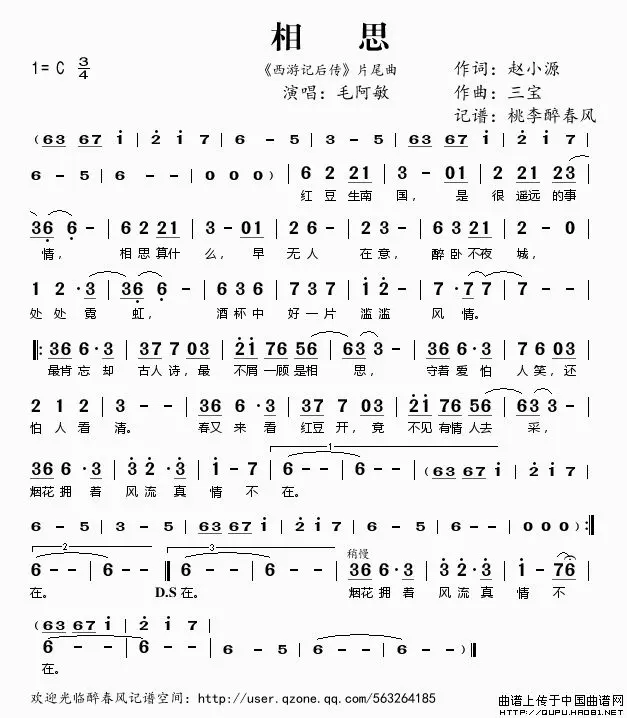 相 思
1= C 3/4
《西游记后传》片尾曲
作词：赵小源
演唱：毛阿敏
作曲：三宝
记谱：桃李醉春风
( 63 67 i | 2 i 7 | 6 - 5 | 3 - 5 | 63 67 i | 2 i 7 |
6 - 5 | 6 - - | 0 0 0 ) | 6 2 21 | 3 - 01 | 2 21 23 |
红 豆 生南 国， 是 很 遥远 的事
36 6 - | 6 2 21 | 3 - 01 | 2 6 - | 2 3 - | 6 3 21 | 2 - 0 |
情， 相思 算什 么，早 无人 在意， 醉卧不夜 城，
1 2 · 3 | 36 6 - | 6 3 6 | 7 3 7 | i 2 - | 7 · 7 7 | 7 - - |
处 处 霓 虹， 酒杯中 好一片 滥滥 风情。
‖: 36 6 · 3 | 37 7 03 | 2i 76 56 | 63 3 - | 36 6 · 3 | 7 6 03 |
最肯 忘 却 古人 诗，最 不屑 一顾 是相 思， 守着 爱 怕 人 笑，还
2 1 2 | 3 - - | 36 6 · 3 | 37 7 03 | 2i 76 56 | 63 3 - |
怕 人 看 清。 春又 来 看 红豆 开，竟 不见 有情 人去 采，
1
36 6 · 3 | 3 2 · 3 | i - 7 | 6 - - | 6 - - | ( 63 67 i | 2 i 7 |
烟花 拥 着 风流 真 情 不 在。
6 - 5 | 3 - 5 | 63 67 i | 2 i 7 | 6 - 5 | 6 - - | 0 0 0 ) :‖
2 3 稍慢
6 - - | 6 - - ‖ 6 - - | 6 - - | 36 6 · 3 | 3 2 · 3 | i - 76 |
在。 D.S 在。 烟花 拥 着 风流 真 情 不
( 63 67 i | 2 i 7 |
6 - - | 6 - - | 6 - 5 | 3 - 5 | 6 - - | 6 - - ‖
在。
欢迎光临醉春风记谱空间：http://user.qzone.qq.com/563264185
曲谱上传于中国曲谱网
http://QUPU.HAO81.NET